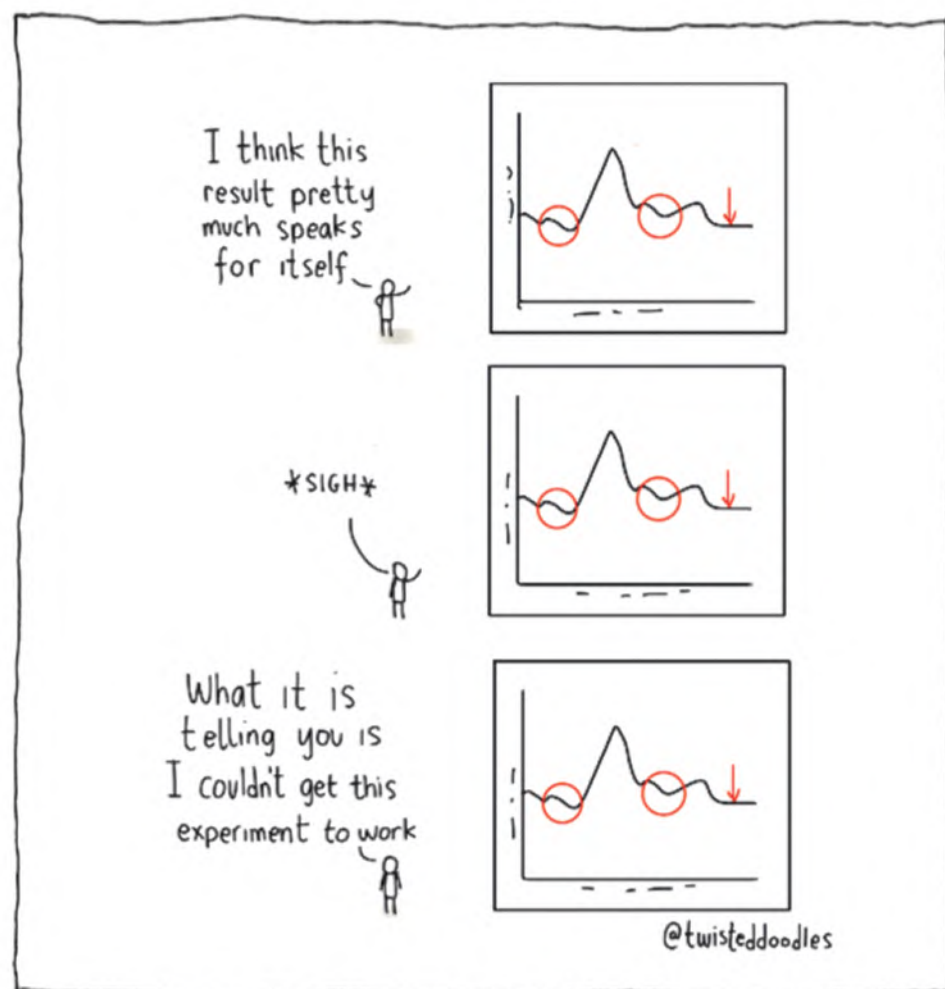 I think this
result pretty
much speaks
for itself
*SIGH*
What it is
telling you is
I couldn't get this
experiment to work
@twisteddoodles